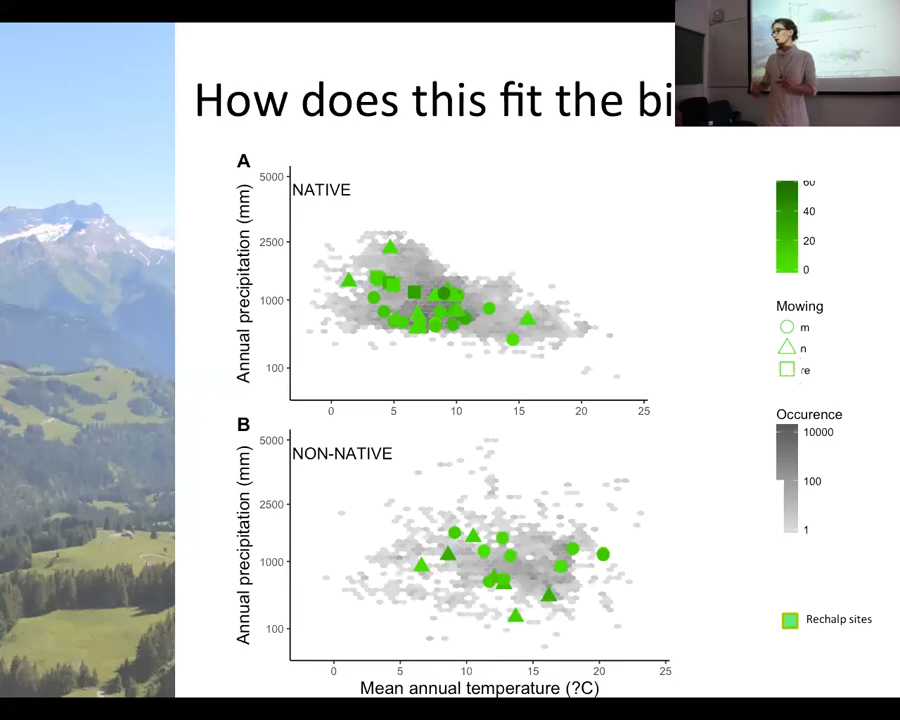 How does this fit the bi
A
NATIVE
Annual precipitation (mm)
5000
2500
1000
100
0 5 10 15 20 25
B
NON-NATIVE
Annual precipitation (mm)
5000
2500
1000
100
0 5 10 15 20 25
Mean annual temperature (?C)
60
40
20
0
Mowing
m
n
re
Occurence
10000
100
1
Rechalp sites